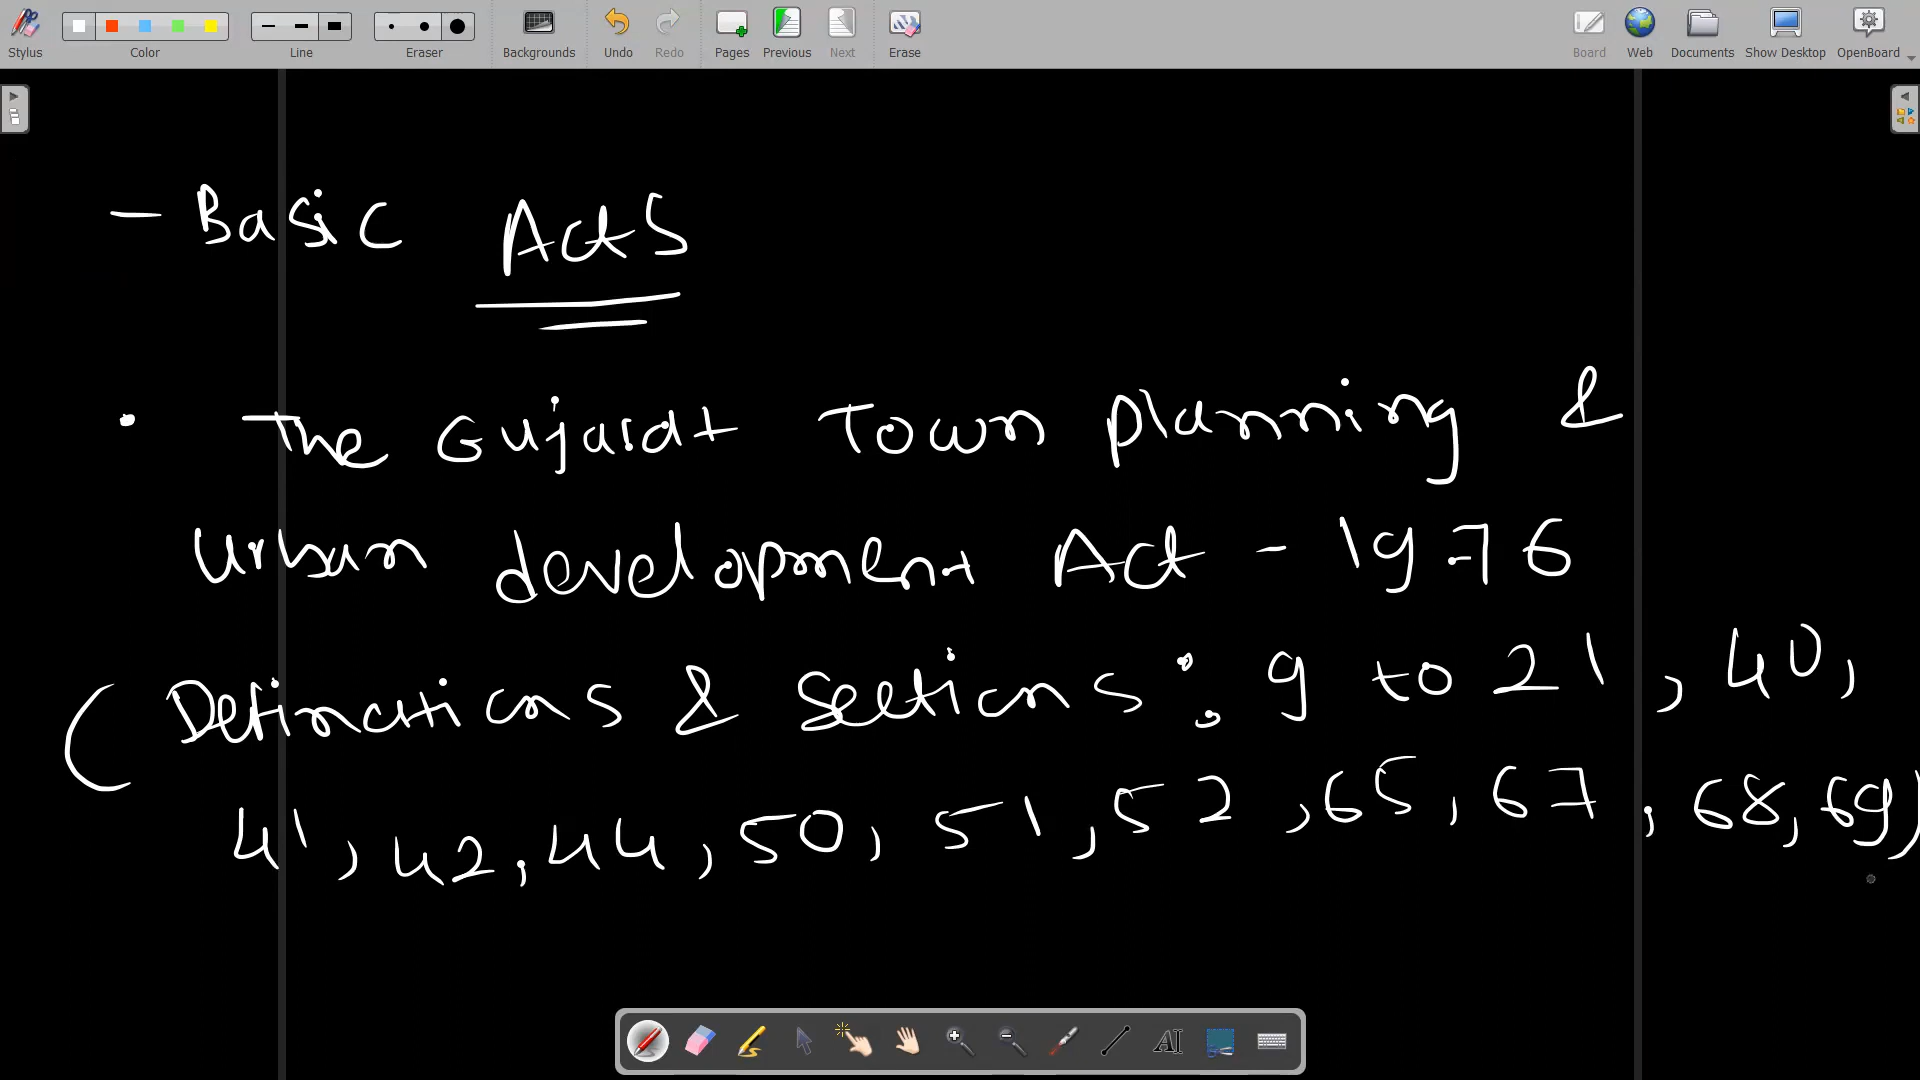 Stylus Color Line Eraser Backgrounds Undo Redo Pages Previous Next Erase Board Web Documents Show Desktop OpenBoard
- Basic Acts
• The Gujarat Town planning &
Urban development Act - 1976
(Definations & Sections : 9 to 21, 40,
41, 42, 44, 50, 51, 52, 65, 67, 68, 69)